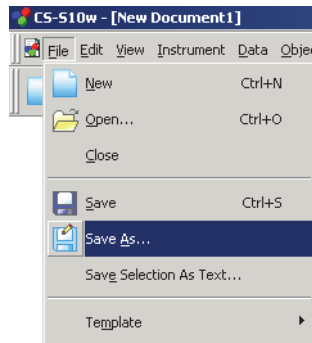 CS-S10w - [New Document1]
File Edit View Instrument Data Obje
New Ctrl+N
Open... Ctrl+O
Close
Save Ctrl+S
Save As...
Save Selection As Text...
Template